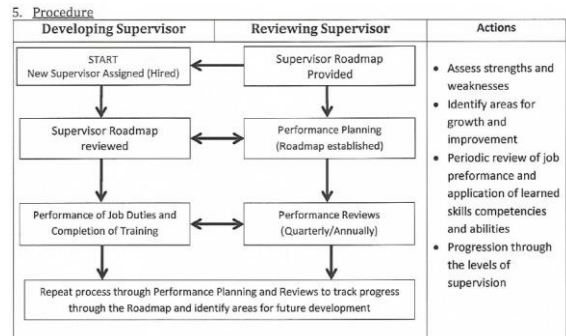 5. Procedure
Developing Supervisor
Reviewing Supervisor
Actions
START
New Supervisor Assigned (Hired)
Supervisor Roadmap
Provided
Supervisor Roadmap
reviewed
Performance Planning
(Roadmap established)
Performance of Job Duties and
Completion of Training
Performance Reviews
(Quarterly/Annually)
Repeat process through Performance Planning and Reviews to track progress
through the Roadmap and identify areas for future development
• Assess strengths and
weaknesses
• Identify areas for
growth and
improvement
• Periodic review of job
preformance and
application of learned
skills competencies
and abilities
• Progression through
the levels of
supervision